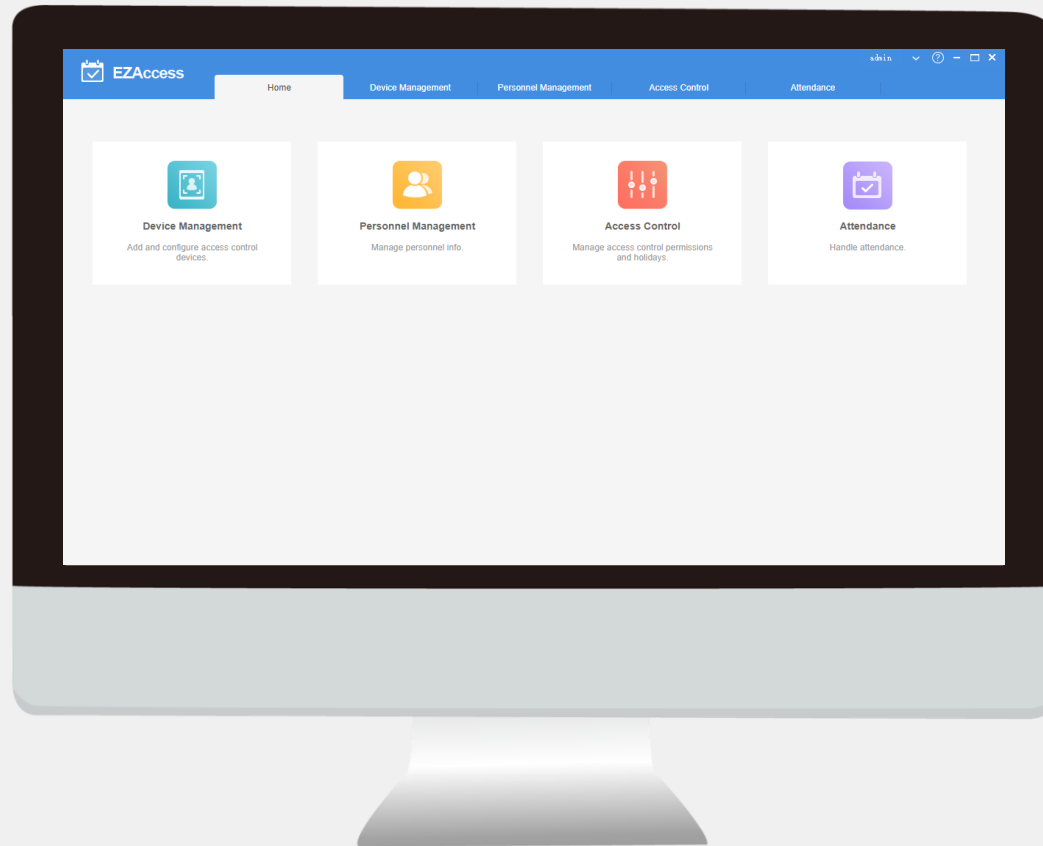 admin
EZAccess
Home
Device Management
Personnel Management
Access Control
Attendance
Device Management
Add and configure access control
devices.
Personnel Management
Manage personnel info.
Access Control
Manage access control permissions
and holidays.
Attendance
Handle attendance.